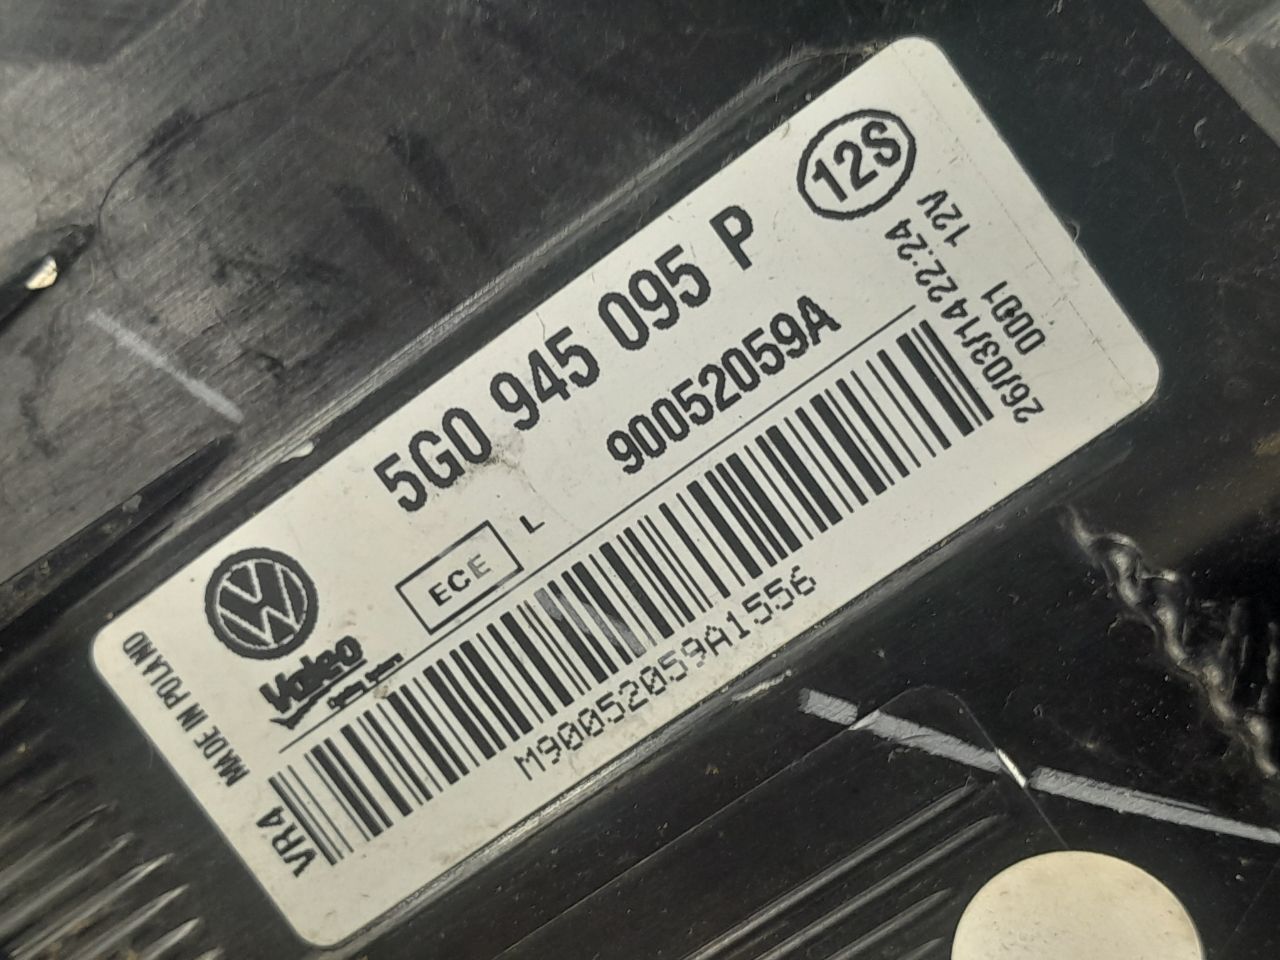 5G0 945 095 P
12S
ECE L
90052059A
26/03/14 22:24 12V
0001
Valeo
M90052059A1556
MADE IN POLAND
VR4